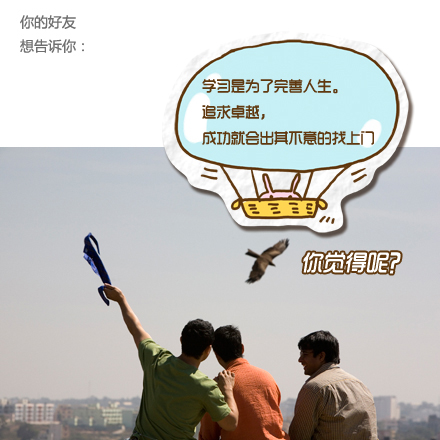 你的好友
想告诉你：
学习是为了完善人生。
追求卓越，
成功就会出其不意的找上门
你觉得呢？